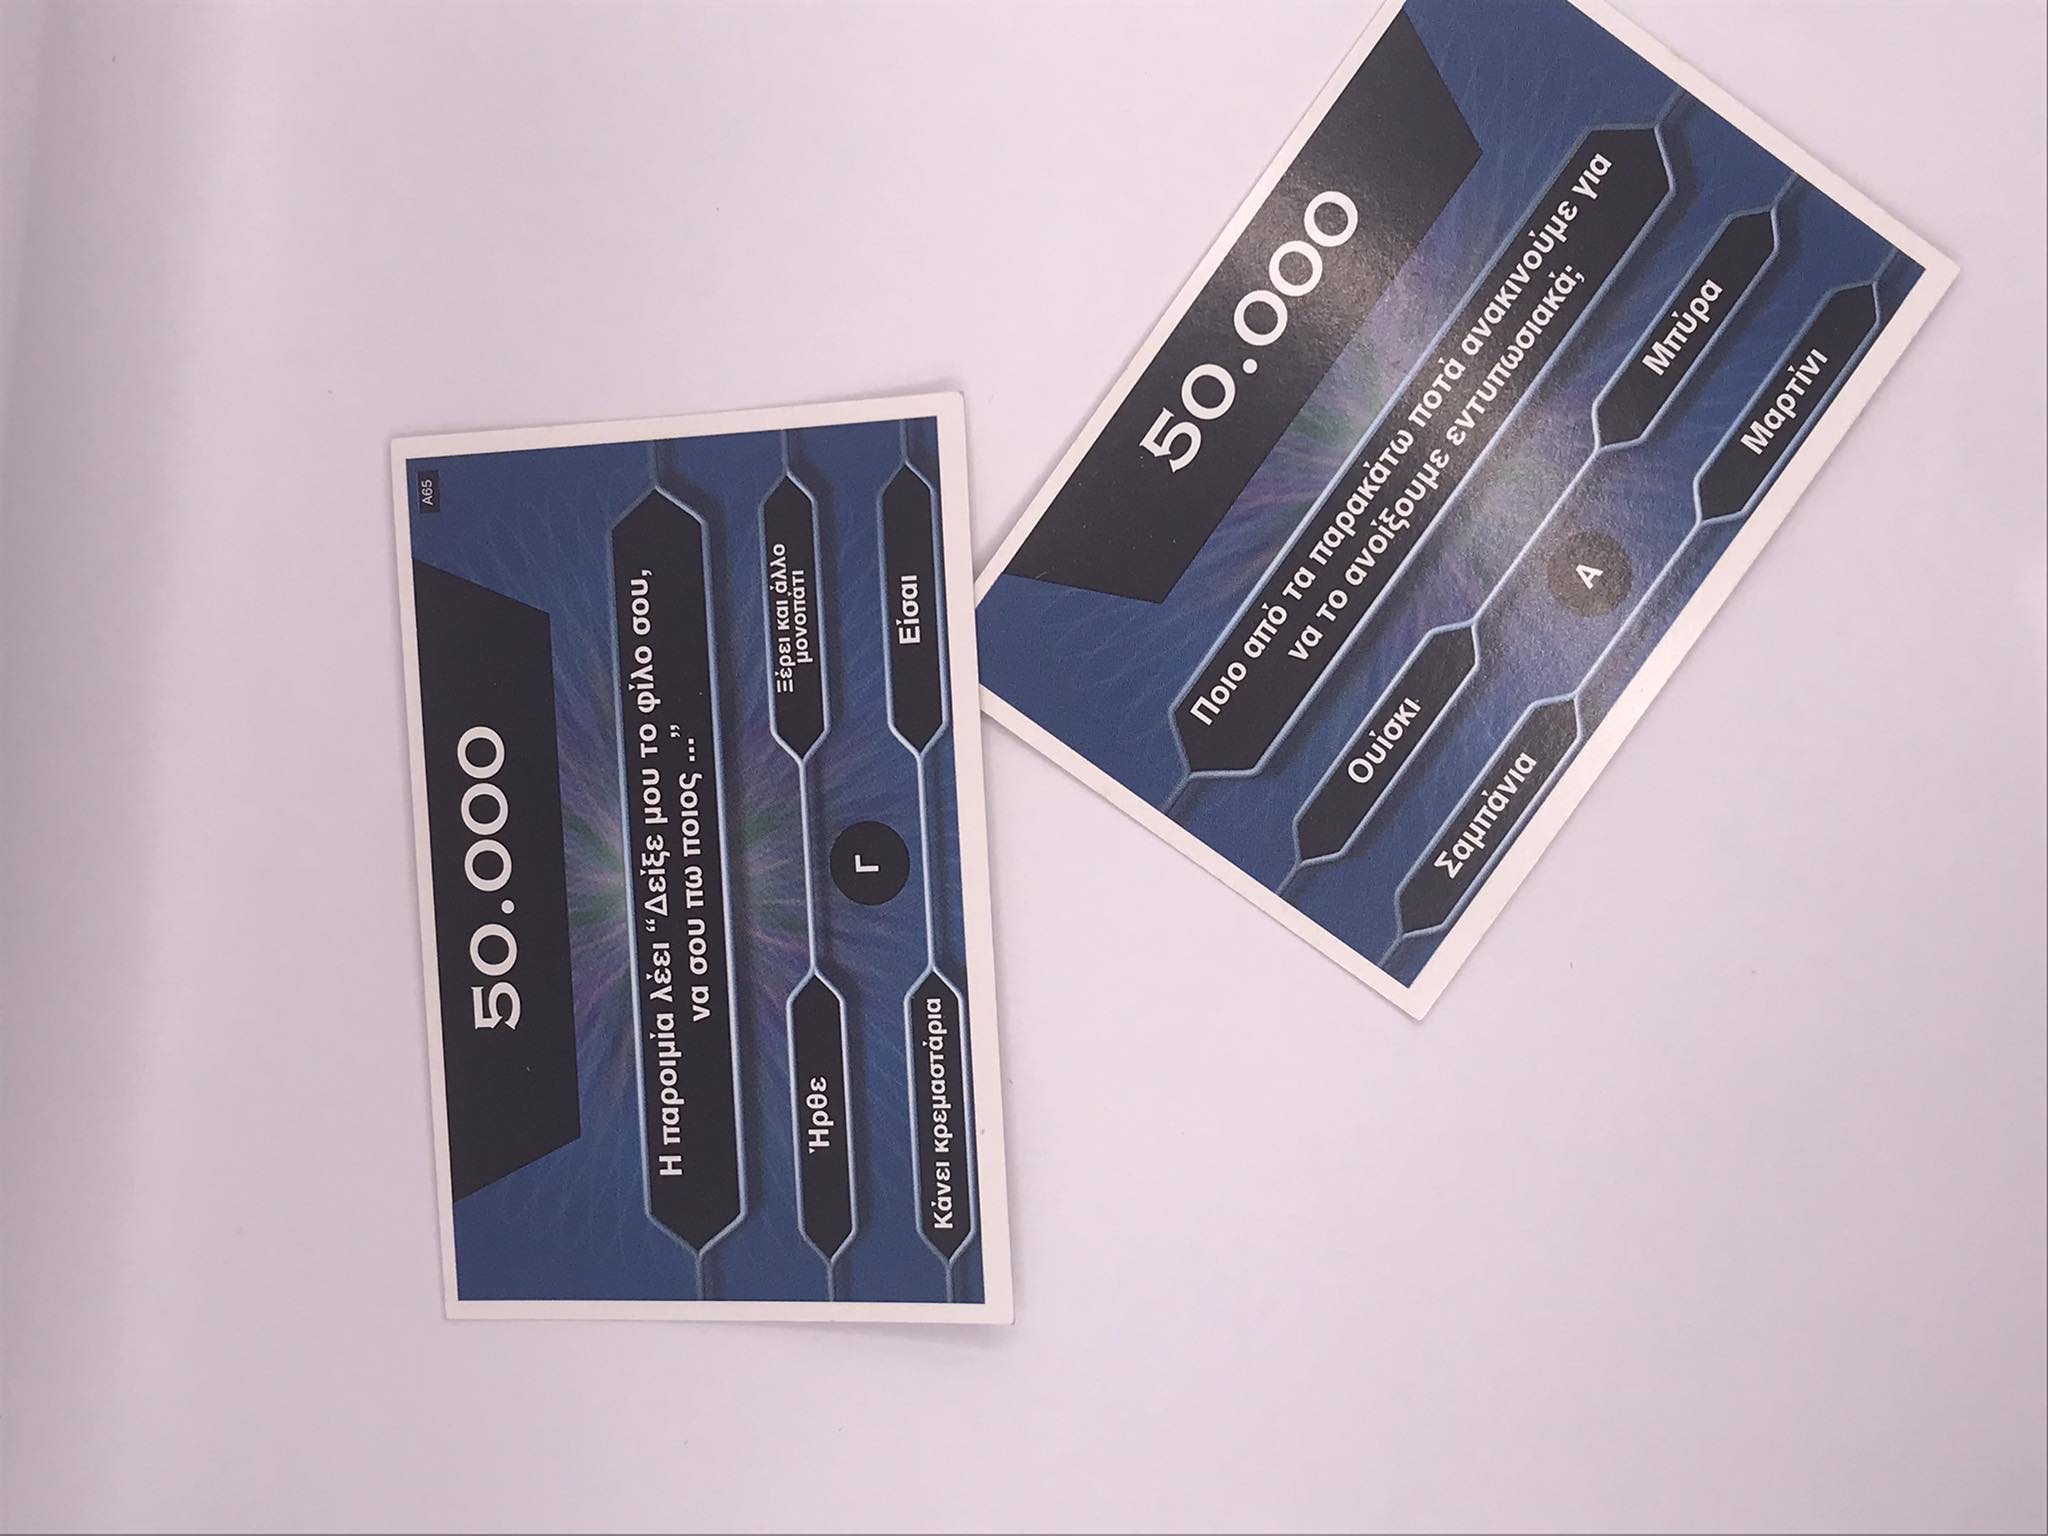 A65
50.000
Η παροιμία λέει “Δείξε μου το φίλο σου,
να σου πω ποιος ...”
Ήρθε
Ξέρει και άλλο
μονοπάτι
Γ
Κάνει κρεμαστάρια
Είσαι
50.000
Ποιο από τα παρακάτω ποτά ανακινούμε για
να το ανοίξουμε εντυπωσιακά;
Ουίσκι
Μπύρα
Α
Σαμπάνια
Μαρτίνι